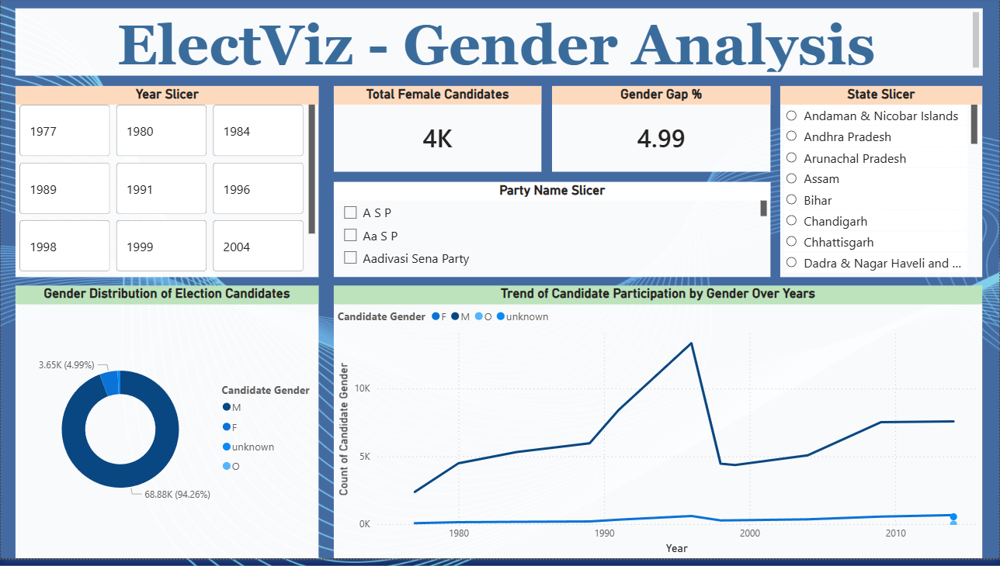 ElectViz - Gender Analysis
Year Slicer
1977 1980 1984
1989 1991 1996
1998 1999 2004
Total Female Candidates
4K
Gender Gap %
4.99
Party Name Slicer
A S P
Aa S P
Aadivasi Sena Party
State Slicer
Andaman & Nicobar Islands
Andhra Pradesh
Arunachal Pradesh
Assam
Bihar
Chandigarh
Chhattisgarh
Dadra & Nagar Haveli and ...
Gender Distribution of Election Candidates
3.65K (4.99%)
68.88K (94.26%)
Candidate Gender
M
F
unknown
O
Trend of Candidate Participation by Gender Over Years
Candidate Gender F M O unknown
Count of Candidate Gender
10K
5K
0K
1980 1990 2000 2010
Year